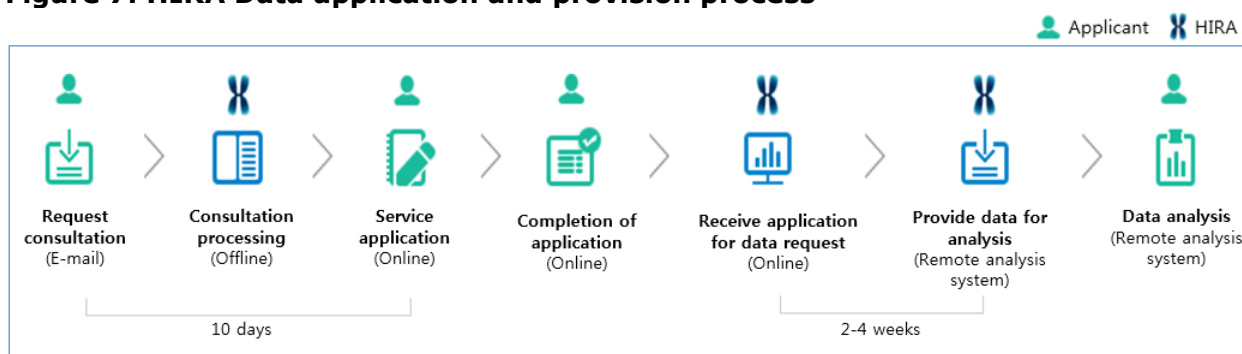 Figure 7. HIRA Data application and provision process
Applicant HIRA
Request
consultation
(E-mail)
Consultation
processing
(Offline)
Service
application
(Online)
Completion of
application
(Online)
Receive application
for data request
(Online)
Provide data for
analysis
(Remote analysis
system)
Data analysis
(Remote analysis
system)
10 days
2-4 weeks